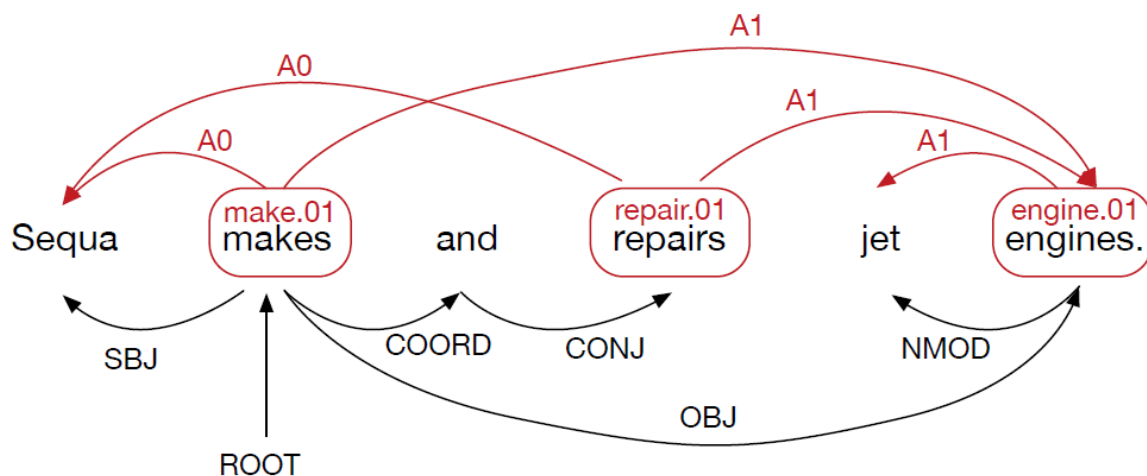 A1
A0
A1
A0
A1
make.01
repair.01
engine.01
Sequa makes and repairs jet engines.
SBJ
COORD
CONJ
NMOD
OBJ
ROOT